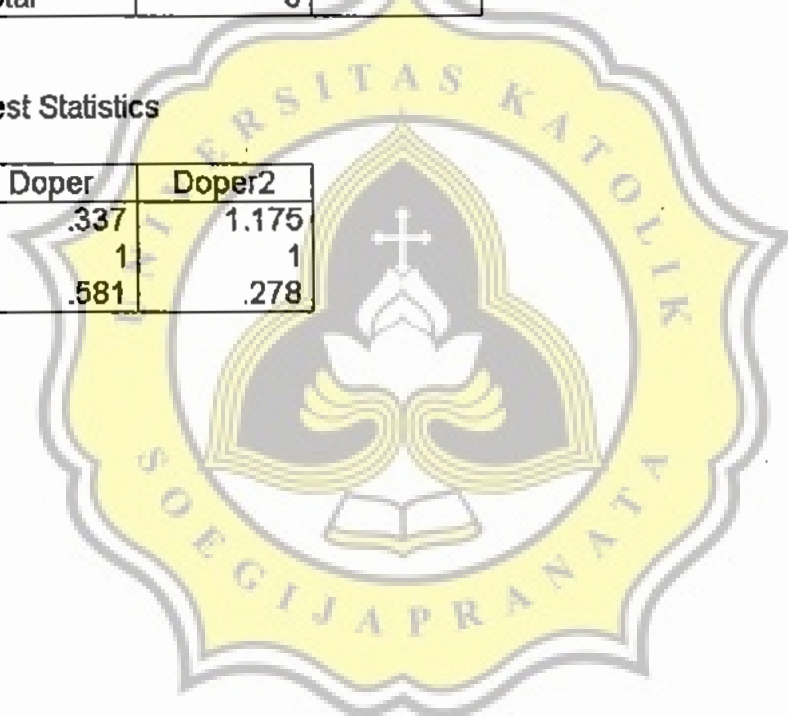 est Statistics
Doper Doper2
.337 1.175
1 1
.581 .278
UNIVERSITAS KATOLIK
SOEGIJAPRANATA